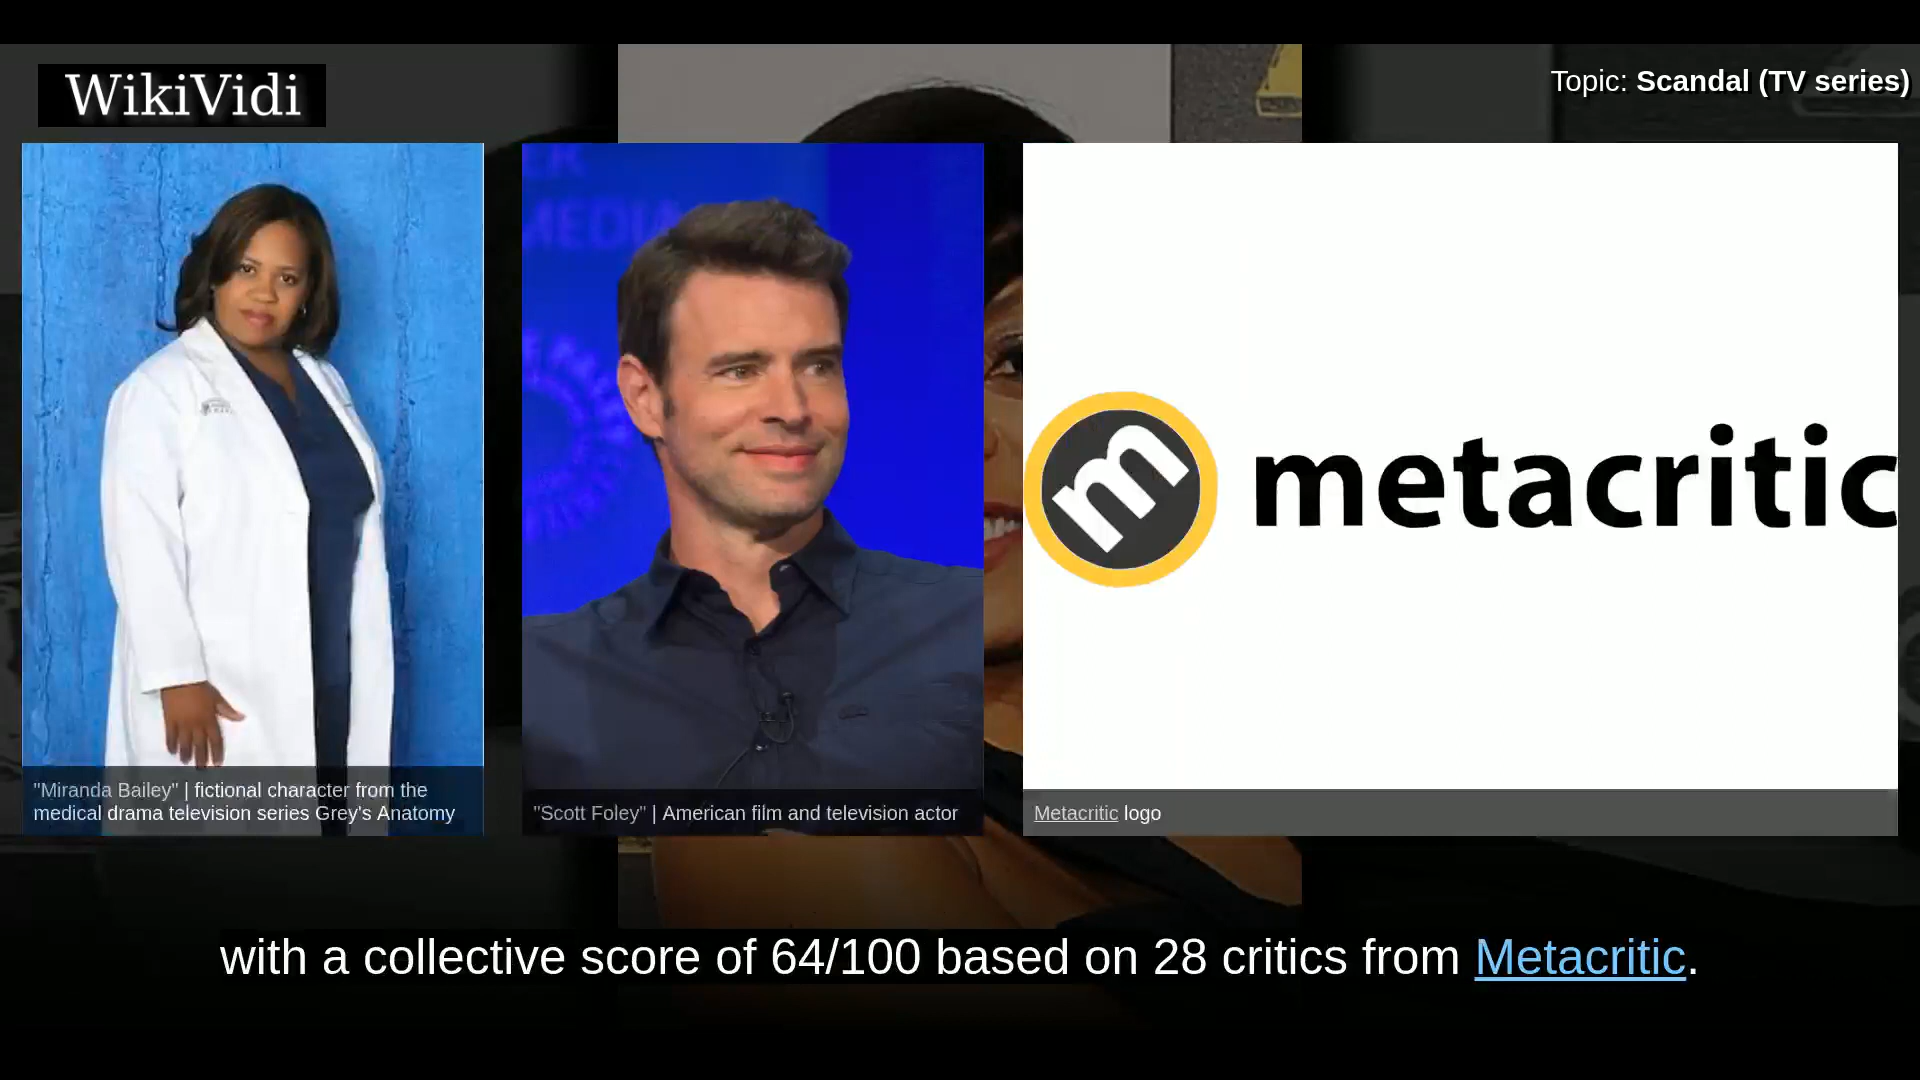 WikiVidi
Topic: Scandal (TV series)
ER
MEDIA
m metacritic
"Miranda Bailey" | fictional character from the
medical drama television series Grey's Anatomy
"Scott Foley" | American film and television actor
Metacritic logo
with a collective score of 64/100 based on 28 critics from Metacritic.